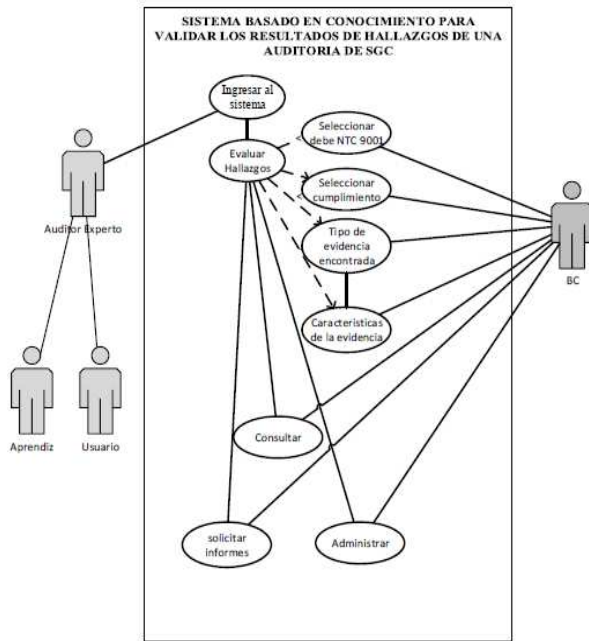 SISTEMA BASADO EN CONOCIMIENTO PARA
VALIDAR LOS RESULTADOS DE HALLAZGOS DE UNA
AUDITORIA DE SGC
Ingresar al
sistema
Seleccionar
debe NTC 9001
Evaluar
Hallazgos
Seleccionar
cumplimiento
Auditor Experto
Tipo de
evidencia
encontrada
BC
Características
de la evidencia
Aprendiz
Usuario
Consultar
solicitar
informes
Administrar